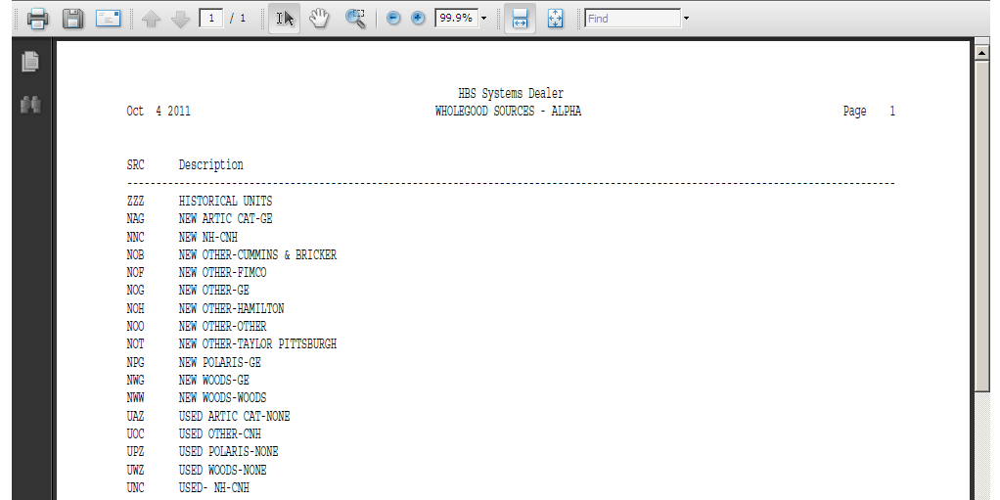 1 / 1 99.9% Find
HBS Systems Dealer
Oct 4 2011 WHOLEGOOD SOURCES - ALPHA Page 1
SRC Description
--------------------------------------------------------------------------------
ZZZ HISTORICAL UNITS
NAG NEW ARTIC CAT-GE
NNC NEW NH-CNH
NOB NEW OTHER-CUMMINS & BRICKER
NOF NEW OTHER-FIMCO
NOG NEW OTHER-GE
NOH NEW OTHER-HAMILTON
NOO NEW OTHER-OTHER
NOT NEW OTHER-TAYLOR PITTSBURGH
NPG NEW POLARIS-GE
NWG NEW WOODS-GE
NWW NEW WOODS-WOODS
UAZ USED ARTIC CAT-NONE
UOC USED OTHER-CNH
UPZ USED POLARIS-NONE
UWZ USED WOODS-NONE
UNC USED- NH-CNH